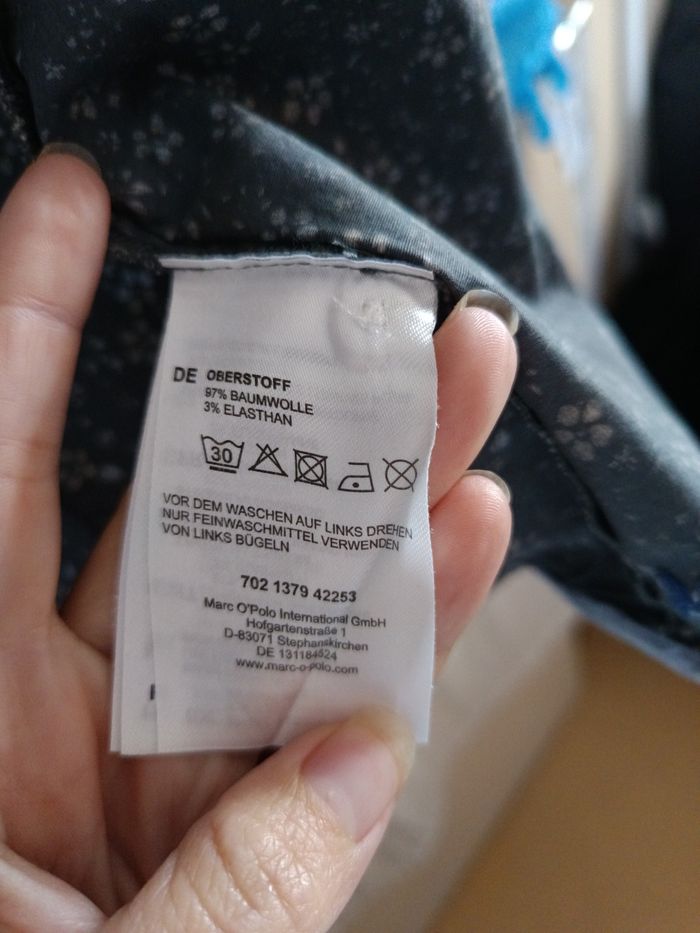 DE OBERSTOFF
97% BAUMWOLLE
3% ELASTHAN
30
VOR DEM WASCHEN AUF LINKS DREHEN
NUR FEINWASCHMITTEL VERWENDEN
VON LINKS BÜGELN
702 1379 42253
Marc O'Polo International GmbH
Hofgartenstraße 1
D-83071 Stephanskirchen
DE 131184524
www.marc-o-polo.com